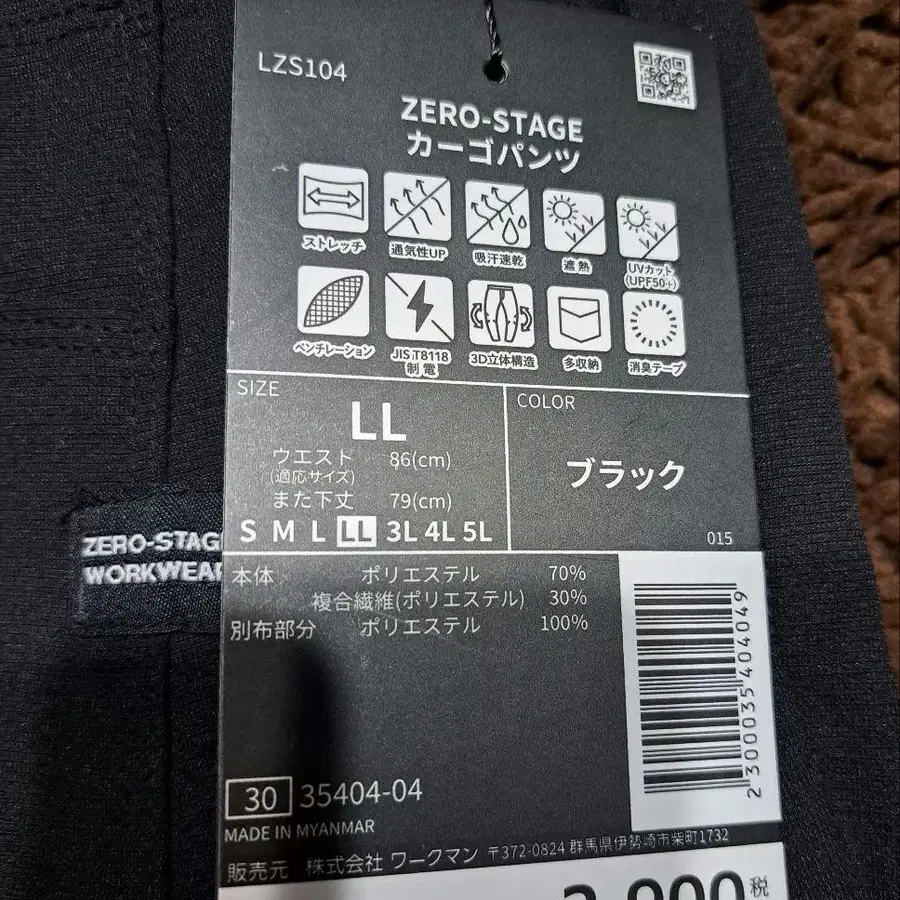 LZS104
ZERO-STAGE
カーゴパンツ
ストレッチ
通気性UP
吸汗速乾
遮熱
UVカット
(UPF50+)
ベンチレーション
JIS T8118
制電
3D立体構造
多収納
消臭テープ
SIZE
LL
ウエスト 86(cm)
(適応サイズ)
また下丈 79(cm)
S M L LL 3L 4L 5L
COLOR
ブラック
015
ZERO-STAG
WORKWEAR
本体 ポリエステル 70%
複合繊維(ポリエステル) 30%
別布部分 ポリエステル 100%
2300035404049
30 35404-04
MADE IN MYANMAR
販売元 株式会社 ワークマン 〒372-0824 群馬県伊勢崎市柴町1732
税